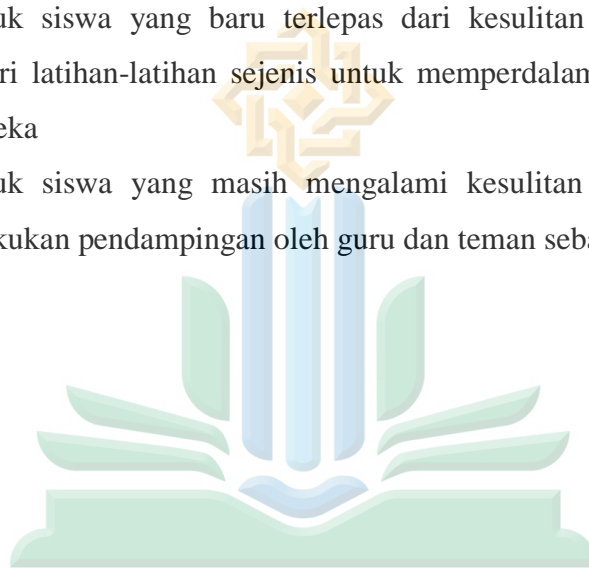 uk siswa yang baru terlepas dari kesulitan
ri latihan-latihan sejenis untuk memperdalam
eka
uk siswa yang masih mengalami kesulitan
kukan pendampingan oleh guru dan teman seba